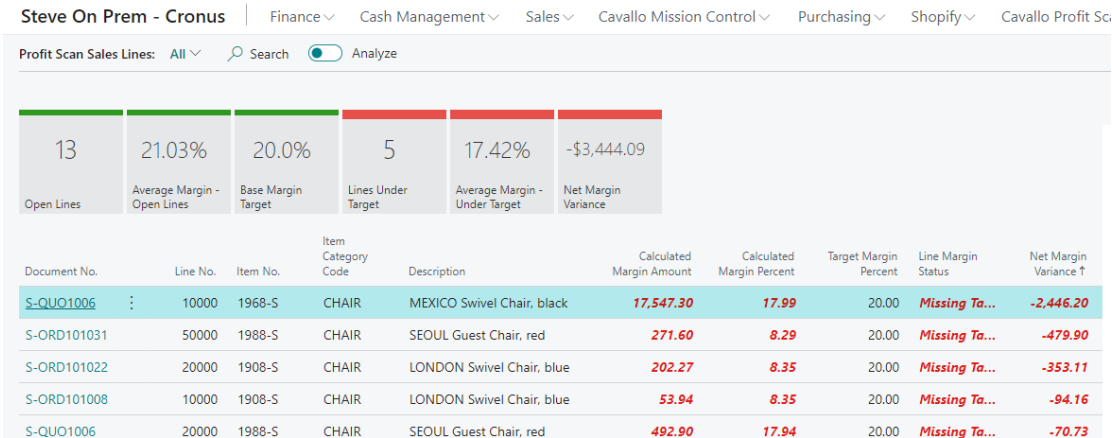 Steve On Prem - Cronus Finance Cash Management Sales Cavallo Mission Control Purchasing Shopify Cavallo Profit
Profit Scan Sales Lines: All Search Analyze
13 21.03% 20.0% 5 17.42% -$3,444.09
Open Lines
Average Margin -
Open Lines
Base Margin
Target
Lines Under
Target
Average Margin -
Under Target
Net Margin
Variance
Document No. Line No. Item No.
Item
Category
Code
Description
Calculated
Margin Amount
Calculated
Margin Percent
Target Margin
Percent
Line Margin
Status
Net Margin
Variance ↑
S-QUO1006 10000 1968-S CHAIR MEXICO Swivel Chair, black 17,547.30 17.99 20.00 Missing Ta... -2,446.20
S-ORD101031 50000 1988-S CHAIR SEOUL Guest Chair, red 271.60 8.29 20.00 Missing Ta... -479.90
S-ORD101022 20000 1908-S CHAIR LONDON Swivel Chair, blue 202.27 8.35 20.00 Missing Ta... -353.11
S-ORD101008 10000 1908-S CHAIR LONDON Swivel Chair, blue 53.94 8.35 20.00 Missing Ta... -94.16
S-QUO1006 20000 1988-S CHAIR SEOUL Guest Chair, red 492.90 17.94 20.00 Missing Ta... -70.73